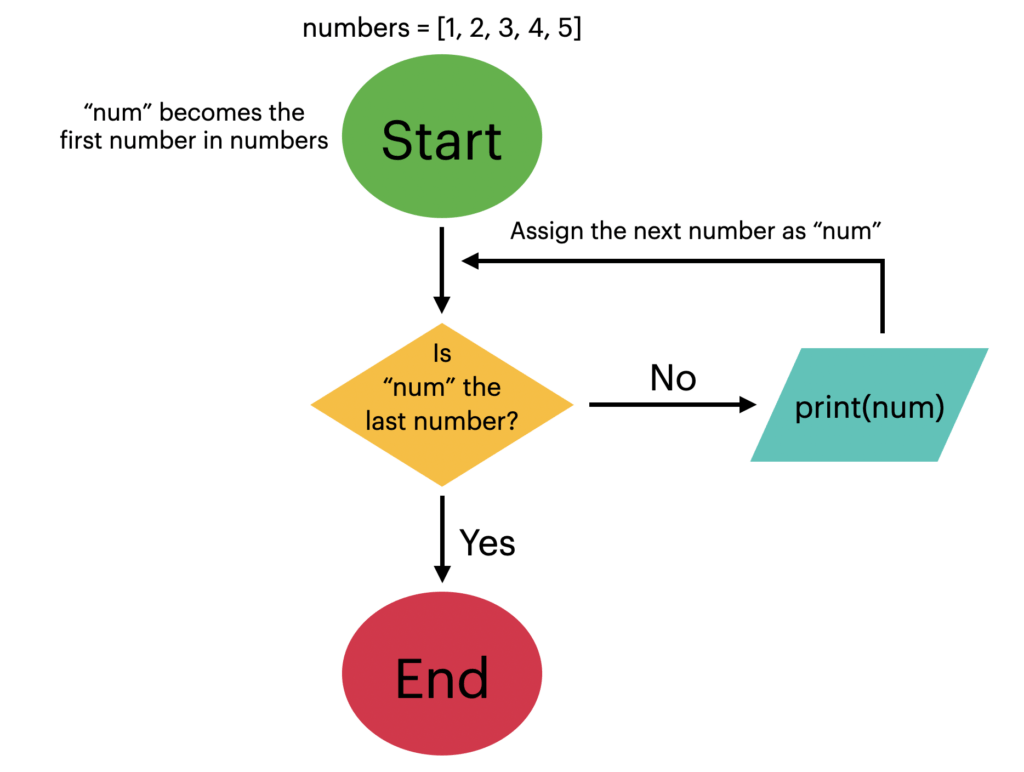 numbers = [1, 2, 3, 4, 5]
“num” becomes the
first number in numbers
Start
Assign the next number as “num”
Is
“num” the
last number?
No
print(num)
Yes
End